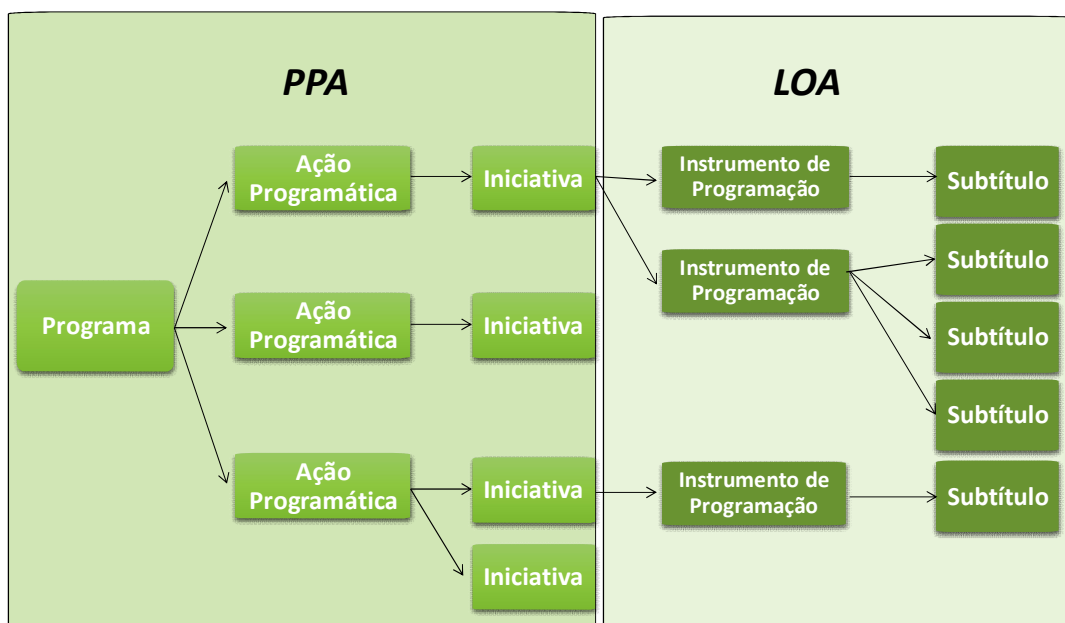 PPA
LOA
Ação
Programática
Iniciativa
Instrumento de
Programação
Subtítulo
Instrumento de
Programação
Subtítulo
Programa
Ação
Programática
Iniciativa
Subtítulo
Subtítulo
Ação
Programática
Iniciativa
Instrumento de
Programação
Subtítulo
Iniciativa